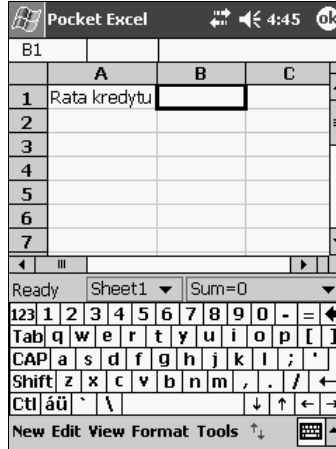 Pocket Excel 4:45 ok
B1
A B C
1 Rata kredytu
2
3
4
5
6
7
Ready Sheet1 Sum=0
123 1 2 3 4 5 6 7 8 9 0 - =
Tab q w e r t y u i o p [ ]
CAP a s d f g h j k l ; '
Shift z x c v b n m , . /
Ctl áü ` \
New Edit View Format Tools